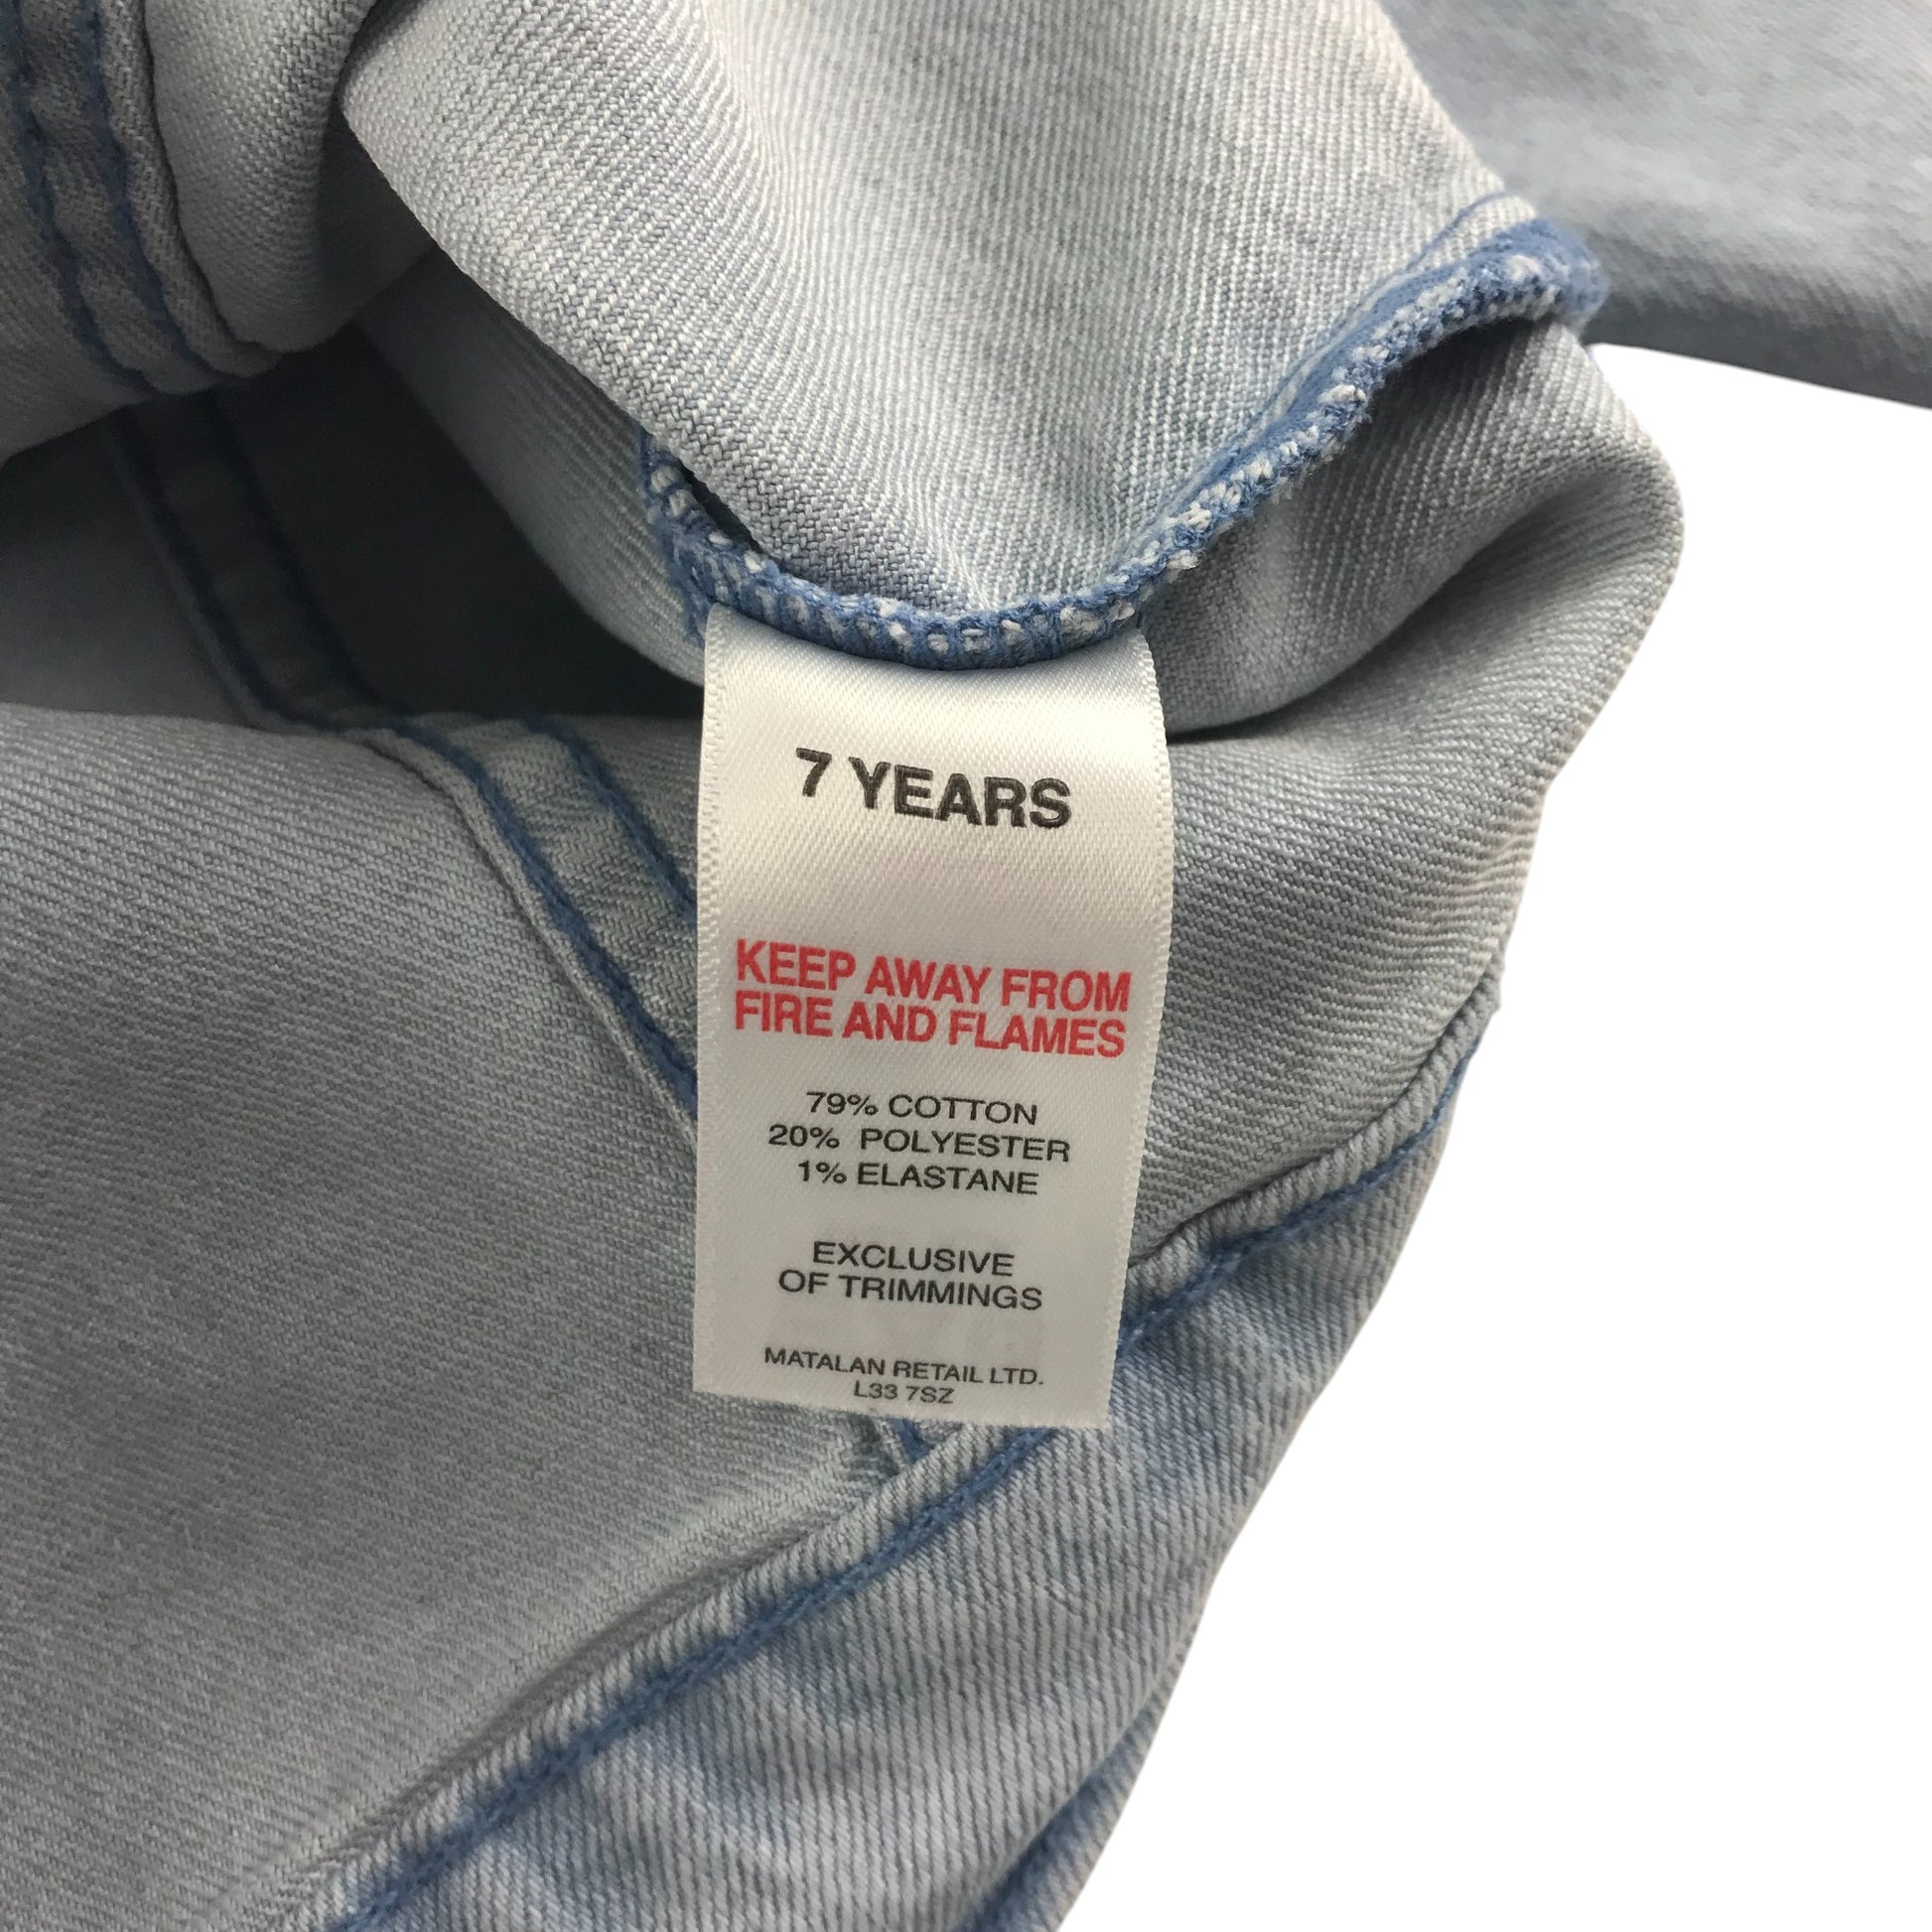 7 YEARS
KEEP AWAY FROM
FIRE AND FLAMES
79% COTTON
20% POLYESTER
1% ELASTANE
EXCLUSIVE
OF TRIMMINGS
MATALAN RETAIL LTD.
L33 7SZ